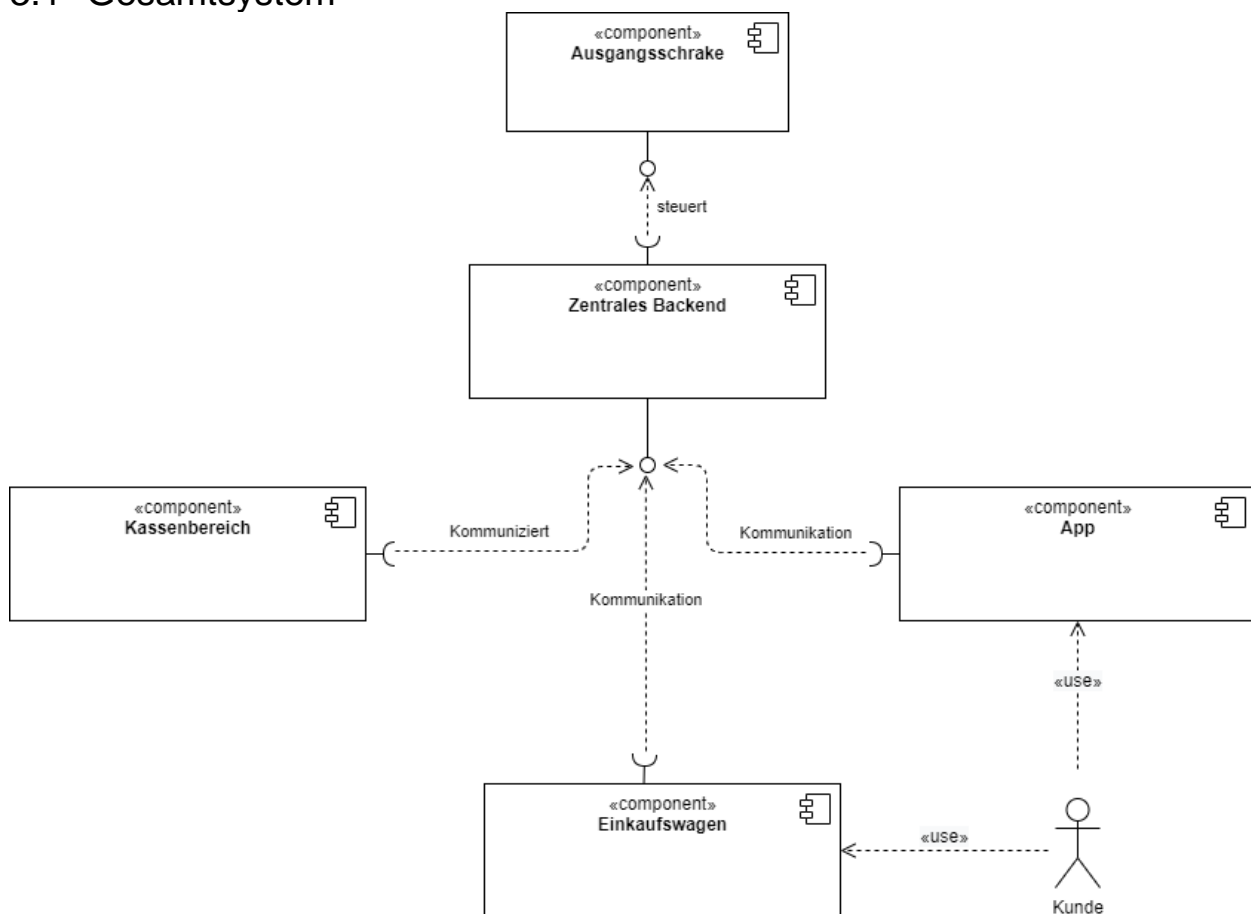 Gesamtsystem
«component»
Ausgangsschrake
steuert
«component»
Zentrales Backend
«component»
Kassenbereich
Kommuniziert
Kommunikation
«component»
App
Kommunikation
«use»
«component»
Einkaufswagen
«use»
Kunde